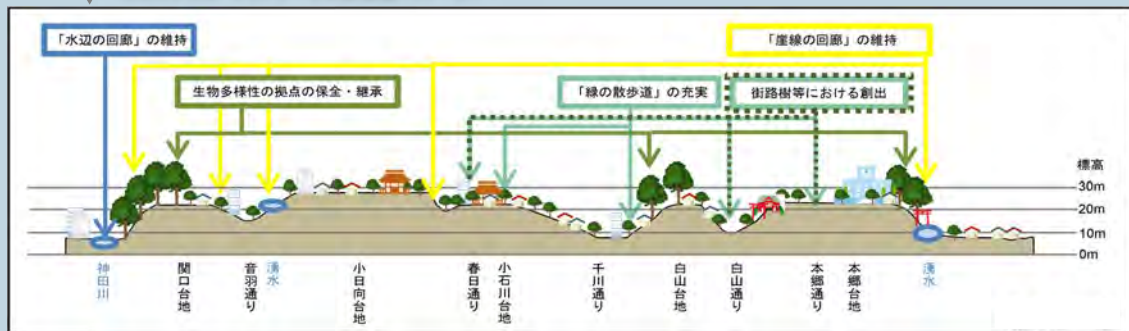 「水辺の回廊」の維持
「崖線の回廊」の維持
生物多様性の拠点の保全・継承
「緑の散歩道」の充実
街路樹等における創出
標高
30m
20m
10m
0m
神田川
関口台地
音羽通り
湧水
小日向台地
春日通り
小石川台地
千川通り
白山台地
白山通り
本郷通り
本郷台地
湧水